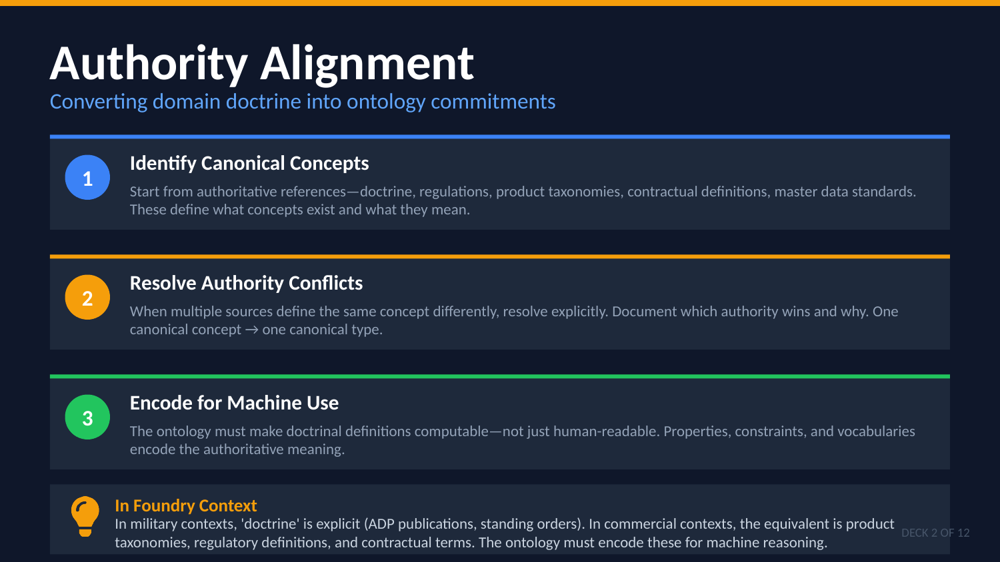 Authority Alignment
Converting domain doctrine into ontology commitments
1
Identify Canonical Concepts
Start from authoritative references—doctrine, regulations, product taxonomies, contractual definitions, master data standards.
These define what concepts exist and what they mean.
2
Resolve Authority Conflicts
When multiple sources define the same concept differently, resolve explicitly. Document which authority wins and why. One
canonical concept → one canonical type.
3
Encode for Machine Use
The ontology must make doctrinal definitions computable—not just human-readable. Properties, constraints, and vocabularies
encode the authoritative meaning.
In Foundry Context
In military contexts, 'doctrine' is explicit (ADP publications, standing orders). In commercial contexts, the equivalent is product
taxonomies, regulatory definitions, and contractual terms. The ontology must encode these for machine reasoning.
DECK 2 OF 12